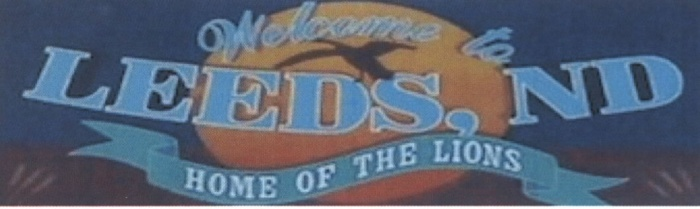 Welcome to
LEEDS, ND
HOME OF THE LIONS